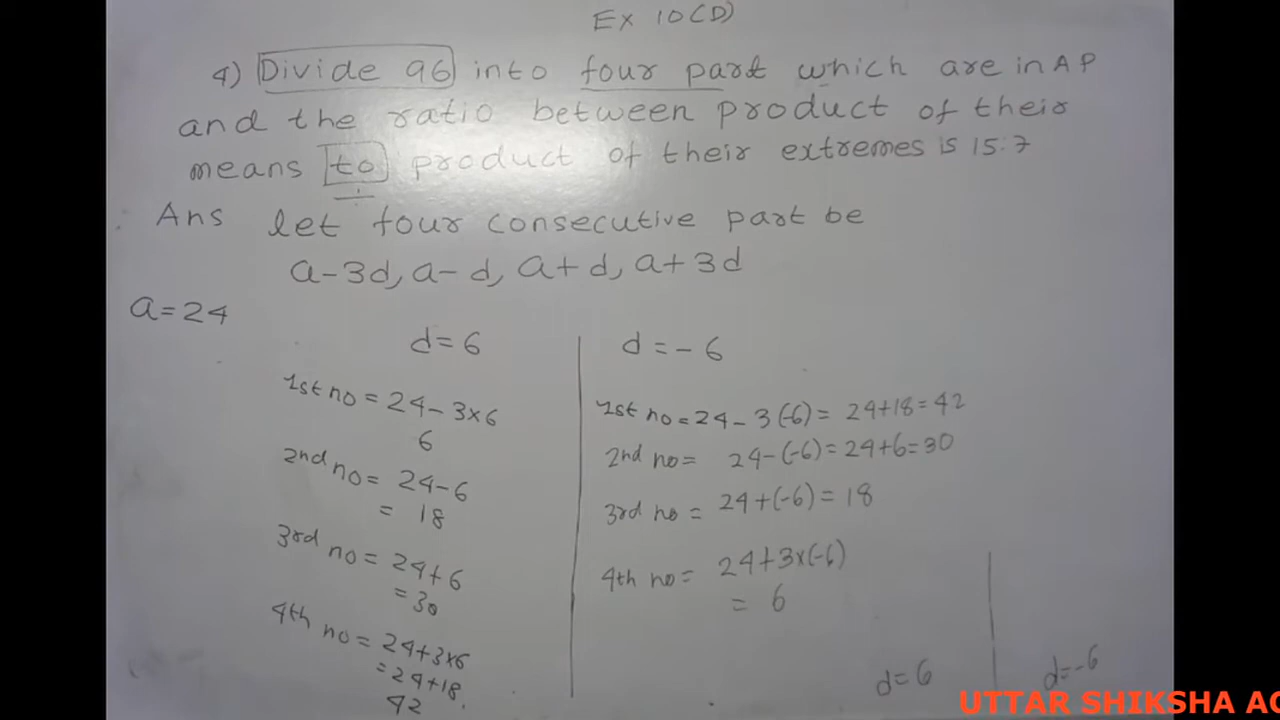 Ex 10(D)
4) Divide 96 into four part which are in AP
and the ratio between product of their
means to product of their extremes is 15:7
Ans let four consecutive part be
a-3d, a-d, a+d, a+3d
a=24
d=6
1st no = 24-3×6
6
2nd no = 24-6
= 18
3rd no = 24+6
= 30
4th no = 24+3×6
= 24+18
42
d=-6
1st no = 24-3(-6) = 24+18=42
2nd no = 24-(-6)=24+6=30
3rd no = 24+(-6)=18
4th no = 24+3×(-6)
= 6
d=6
d=-6
UTTAR SHIKSHA AC